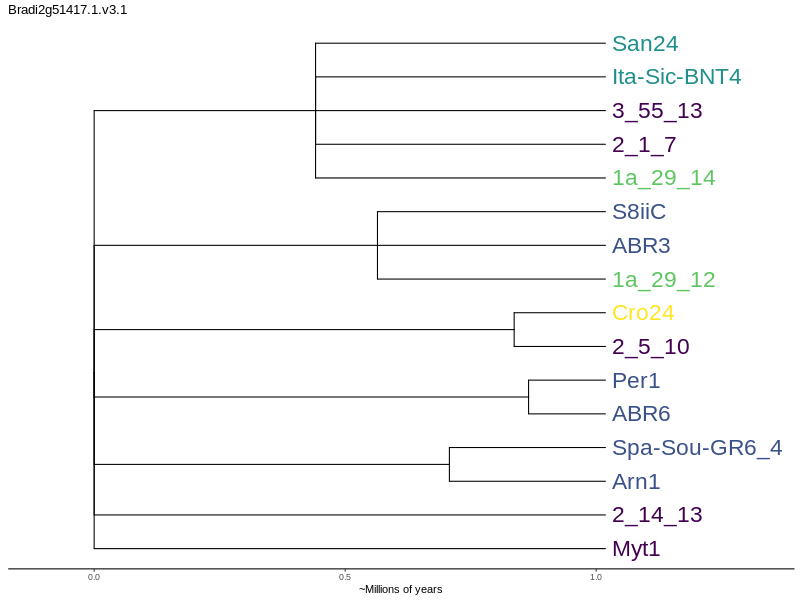 Bradi2g51417.1.v3.1
San24
Ita-Sic-BNT4
3_55_13
2_1_7
1a_29_14
S8iiC
ABR3
1a_29_12
Cro24
2_5_10
Per1
ABR6
Spa-Sou-GR6_4
Arn1
2_14_13
Myt1
0.0 0.5 1.0
~Millions of years